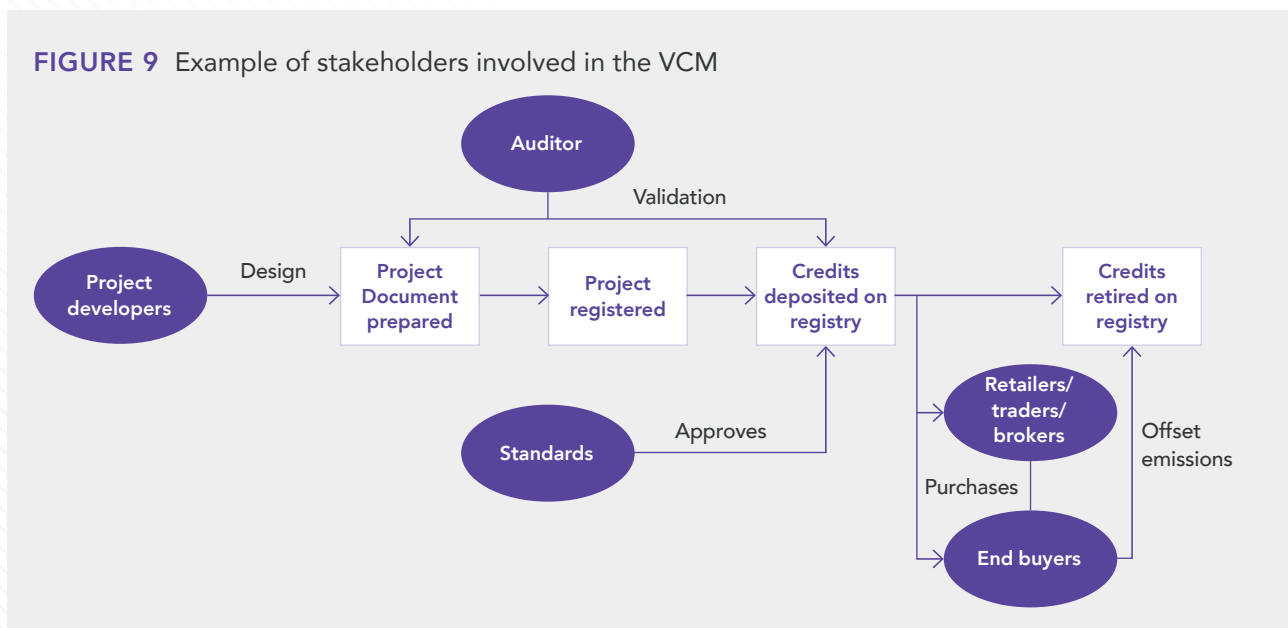 FIGURE 9 Example of stakeholders involved in the VCM
Auditor
Validation
Project
developers
Design
Project
Document
prepared
Project
registered
Credits
deposited on
registry
Credits
retired on
registry
Retailers/
traders/
brokers
Standards
Approves
Offset
emissions
Purchases
End buyers